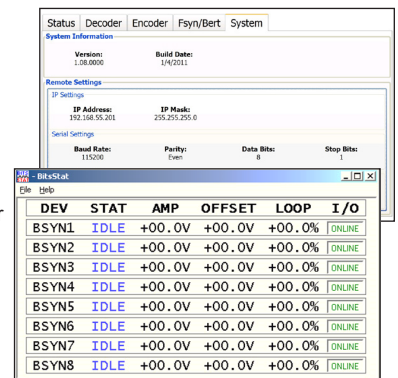 Status Decoder Encoder Fsyn/Bert System
System Information
Version: Build Date:
1.08.0000 1/4/2011
Remote Settings
IP Settings
IP Address: IP Mask:
192.168.55.201 255.255.255.0
Serial Settings
Baud Rate: Parity: Data Bits: Stop Bits:
115200 Even 8 1
- BitsStat
File Help
DEV STAT AMP OFFSET LOOP I/O
BSYN1 IDLE +00.0V +00.0V +00.0% ONLINE
BSYN2 IDLE +00.0V +00.0V +00.0% ONLINE
BSYN3 IDLE +00.0V +00.0V +00.0% ONLINE
BSYN4 IDLE +00.0V +00.0V +00.0% ONLINE
BSYN5 IDLE +00.0V +00.0V +00.0% ONLINE
BSYN6 IDLE +00.0V +00.0V +00.0% ONLINE
BSYN7 IDLE +00.0V +00.0V +00.0% ONLINE
BSYN8 IDLE +00.0V +00.0V +00.0% ONLINE